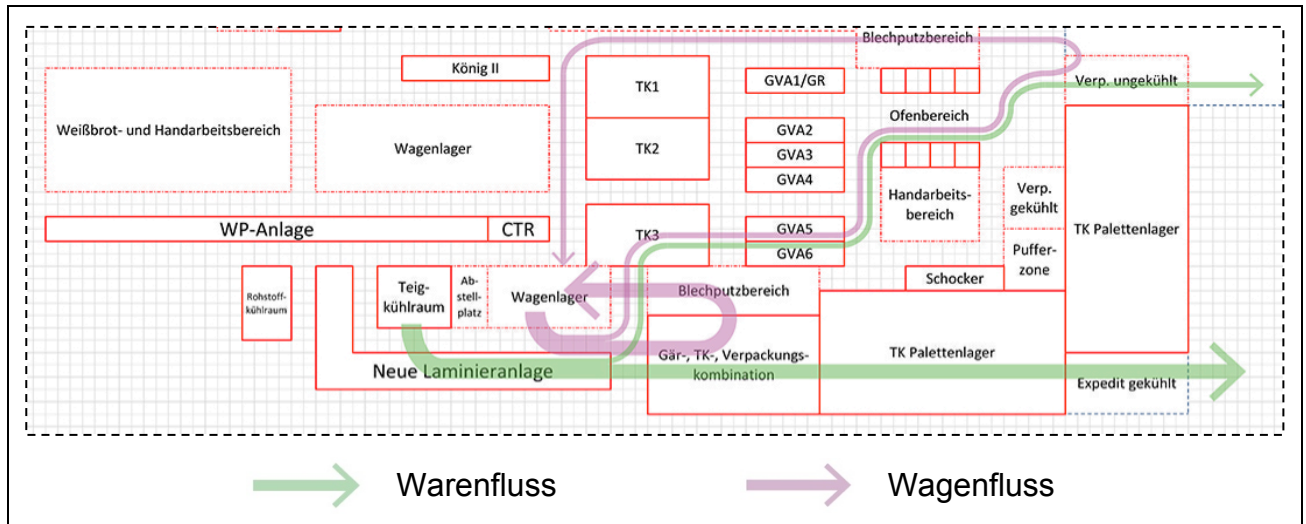 Blechputzbereich
König II
TK1
GVA1/GR
Verp. ungekühlt
Weißbrot- und Handarbeitsbereich
Wagenlager
TK2
Ofenbereich
GVA2
GVA3
GVA4
Handarbeits-
bereich
Verp.
gekühlt
TK Palettenlager
WP-Anlage
CTR
TK3
GVA5
GVA6
Puffer-
zone
Schocker
Rohstoff-
kühlraum
Teig-
kühlraum
Ab-
stell-
platz
Wagenlager
Blechputzbereich
Neue Laminieranlage
Gär-, TK-, Verpackungs-
kombination
TK Palettenlager
Expedit gekühlt
Warenfluss
Wagenfluss